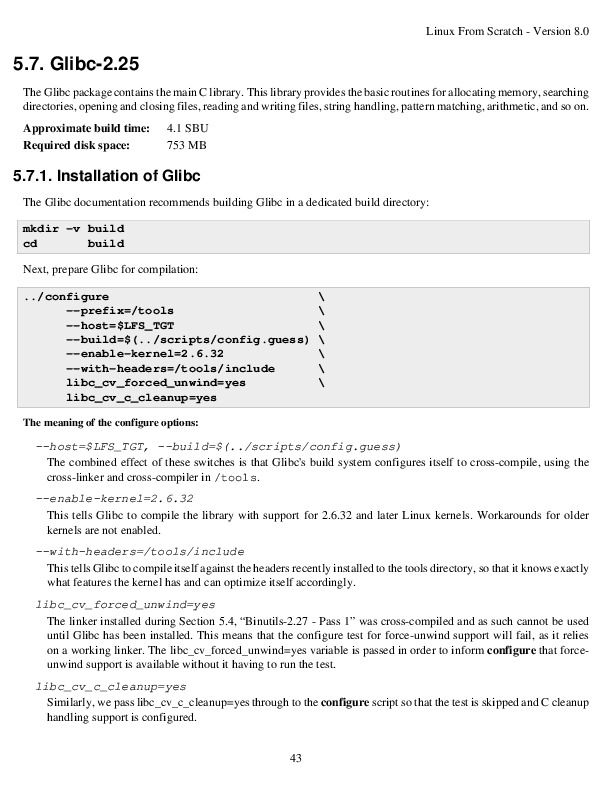 Linux From Scratch - Version 8.0
5.7. Glibc-2.25
The Glibc package contains the main C library. This library provides the basic routines for allocating memory, searching
directories, opening and closing files, reading and writing files, string handling, pattern matching, arithmetic, and so on.
Approximate build time: 4.1 SBU
Required disk space: 753 MB
5.7.1. Installation of Glibc
The Glibc documentation recommends building Glibc in a dedicated build directory:
mkdir -v build
cd       build
Next, prepare Glibc for compilation:
../configure                             \
      --prefix=/tools                    \
      --host=$LFS_TGT                    \
      --build=$(../scripts/config.guess) \
      --enable-kernel=2.6.32             \
      --with-headers=/tools/include      \
      libc_cv_forced_unwind=yes          \
      libc_cv_c_cleanup=yes
The meaning of the configure options:
--host=$LFS_TGT, --build=$(../scripts/config.guess)
The combined effect of these switches is that Glibc's build system configures itself to cross-compile, using the
cross-linker and cross-compiler in /tools.
--enable-kernel=2.6.32
This tells Glibc to compile the library with support for 2.6.32 and later Linux kernels. Workarounds for older
kernels are not enabled.
--with-headers=/tools/include
This tells Glibc to compile itself against the headers recently installed to the tools directory, so that it knows exactly
what features the kernel has and can optimize itself accordingly.
libc_cv_forced_unwind=yes
The linker installed during Section 5.4, “Binutils-2.27 - Pass 1” was cross-compiled and as such cannot be used
until Glibc has been installed. This means that the configure test for force-unwind support will fail, as it relies
on a working linker. The libc_cv_forced_unwind=yes variable is passed in order to inform configure that force-
unwind support is available without it having to run the test.
libc_cv_c_cleanup=yes
Similarly, we pass libc_cv_c_cleanup=yes through to the configure script so that the test is skipped and C cleanup
handling support is configured.
43